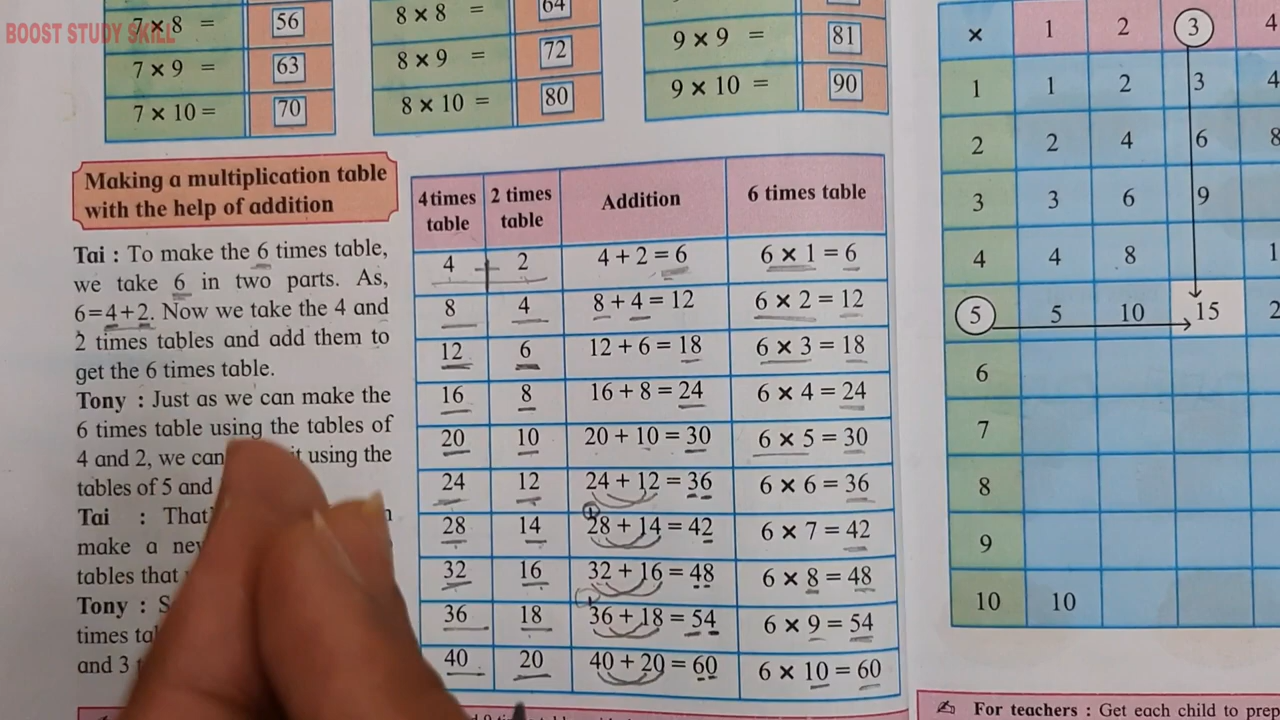 BOOST STUDY SKILL
7 × 8 = 56
7 × 9 = 63
7 × 10 = 70
8 × 8 = 64
8 × 9 = 72
8 × 10 = 80
9 × 9 = 81
9 × 10 = 90
Making a multiplication table
with the help of addition
Tai : To make the 6 times table,
we take 6 in two parts. As,
6=4+2. Now we take the 4 and
2 times tables and add them to
get the 6 times table.
Tony : Just as we can make the
6 times table using the tables of
4 and 2, we can it using the
tables of 5 and
Tai :
make a
tables that
Tony :
times
and 3
4 times table 2 times table Addition 6 times table
4 + 2 4 + 2 = 6 6 × 1 = 6
8 4 8 + 4 = 12 6 × 2 = 12
12 6 12 + 6 = 18 6 × 3 = 18
16 8 16 + 8 = 24 6 × 4 = 24
20 10 20 + 10 = 30 6 × 5 = 30
24 12 24 + 12 = 36 6 × 6 = 36
28 14 28 + 14 = 42 6 × 7 = 42
32 16 32 + 16 = 48 6 × 8 = 48
36 18 36 + 18 = 54 6 × 9 = 54
40 20 40 + 20 = 60 6 × 10 = 60
× 1 2 3 4
1 1 2 3 4
2 2 4 6 8
3 3 6 9
4 4 8 1
5 5 10 15 2
6
7
8
9
10 10
For teachers : Get each child to